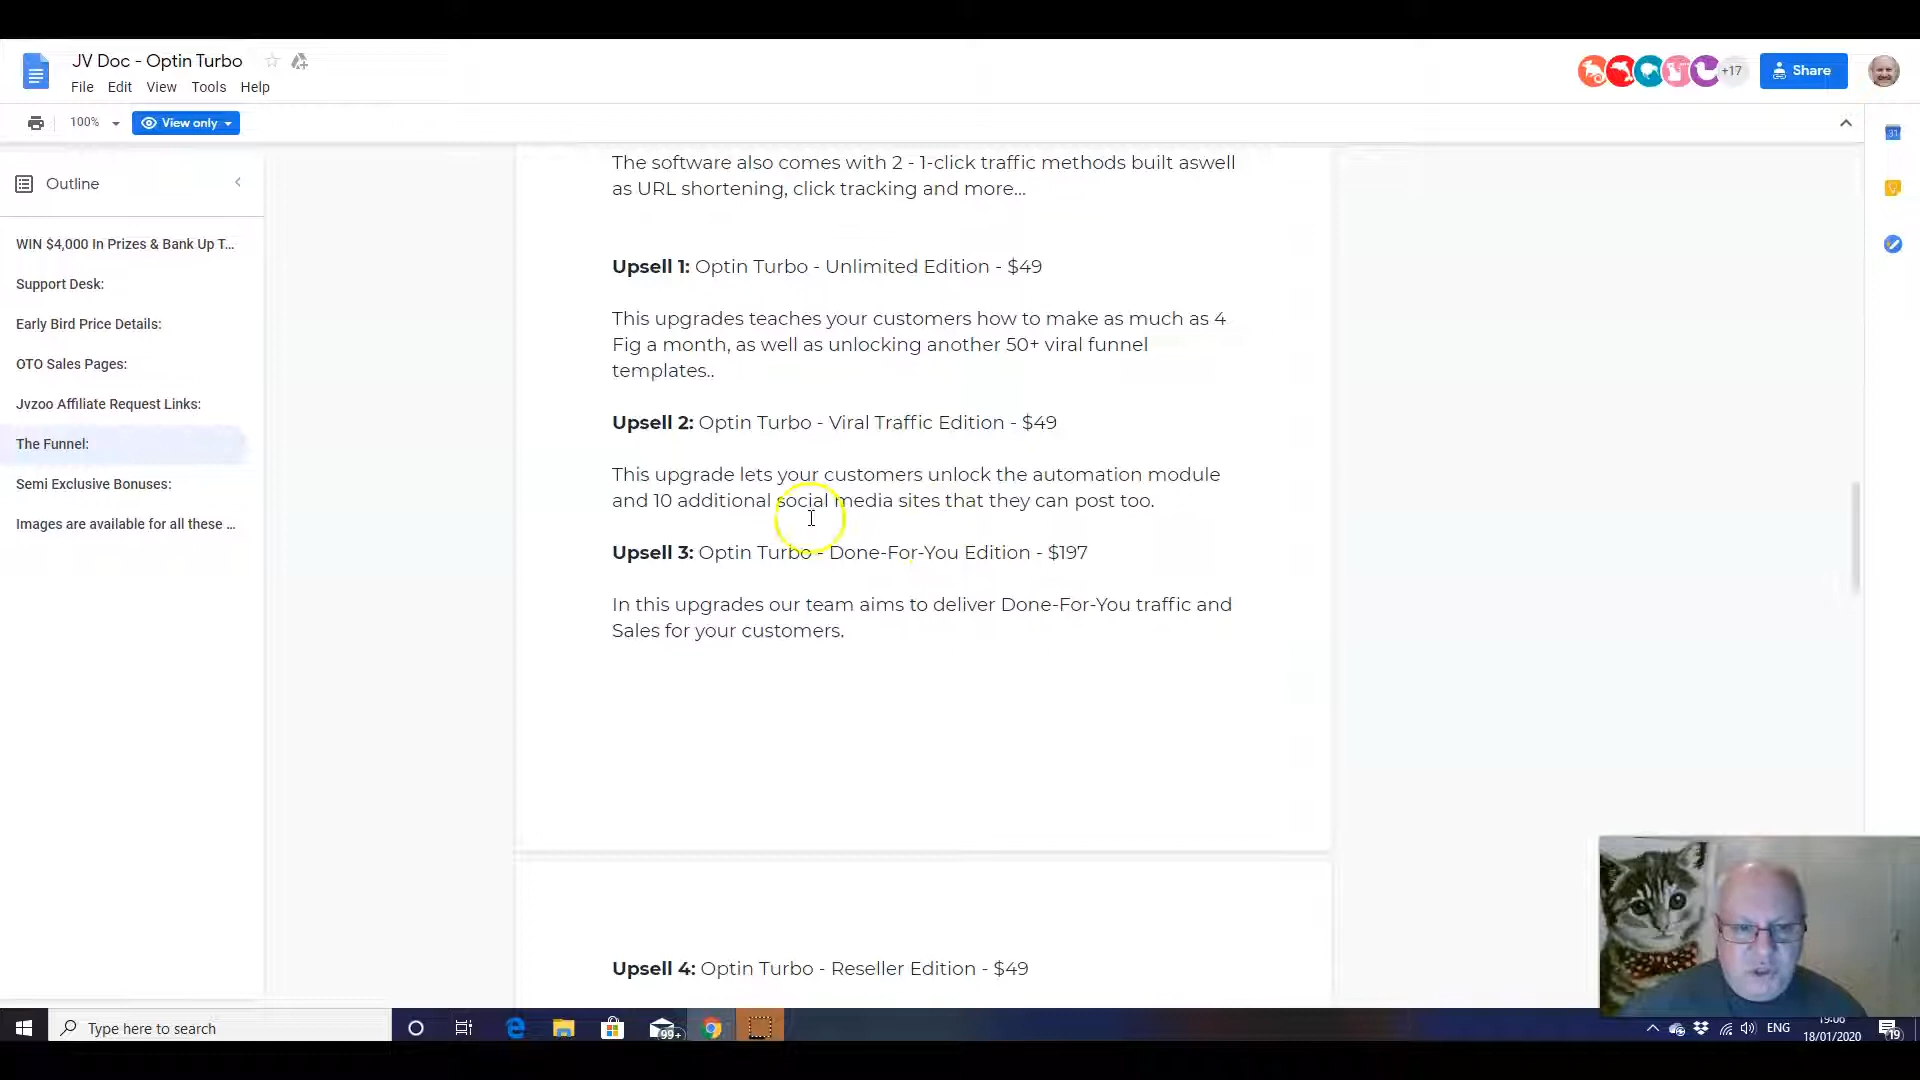 JV Doc - Optin Turbo
+17
Share
File Edit View Tools Help
100%
View only
31
Outline
WIN $4,000 In Prizes & Bank Up T...
Support Desk:
Early Bird Price Details:
OTO Sales Pages:
Jvzoo Affiliate Request Links:
The Funnel:
Semi Exclusive Bonuses:
Images are available for all these ...
The software also comes with 2 - 1-click traffic methods built aswell
as URL shortening, click tracking and more...
Upsell 1: Optin Turbo - Unlimited Edition - $49
This upgrades teaches your customers how to make as much as 4
Fig a month, as well as unlocking another 50+ viral funnel
templates..
Upsell 2: Optin Turbo - Viral Traffic Edition - $49
This upgrade lets your customers unlock the automation module
and 10 additional social media sites that they can post too.
Upsell 3: Optin Turbo - Done-For-You Edition - $197
In this upgrades our team aims to deliver Done-For-You traffic and
Sales for your customers.
Upsell 4: Optin Turbo - Reseller Edition - $49
Type here to search
99+
ENG
19:06
18/01/2020
19